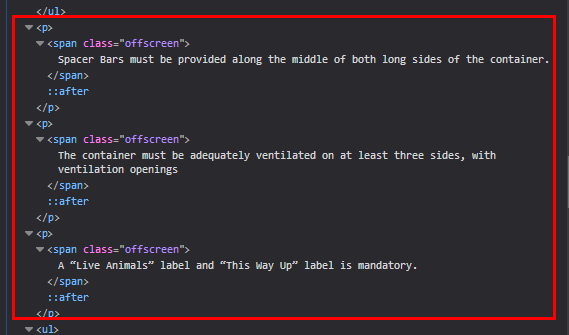 </ul>
<p>
<span class="offscreen">
Spacer Bars must be provided along the middle of both long sides of the container.
</span>
::after
</p>
<p>
<span class="offscreen">
The container must be adequately ventilated on at least three sides, with
ventilation openings
</span>
::after
</p>
<p>
<span class="offscreen">
A “Live Animals” label and “This Way Up” label is mandatory.
</span>
::after
</p>
<ul>